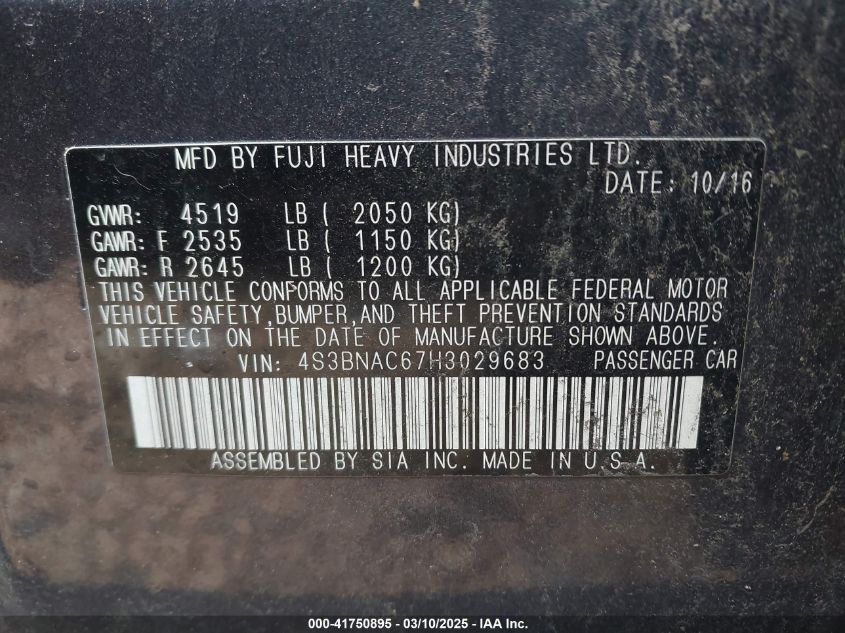 MFD BY FUJI HEAVY INDUSTRIES LTD.
DATE: 10/16
GVWR: 4519 LB ( 2050 KG)
GAWR: F 2535 LB ( 1150 KG)
GAWR: R 2645 LB ( 1200 KG)
THIS VEHICLE CONFORMS TO ALL APPLICABLE FEDERAL MOTOR
VEHICLE SAFETY,BUMPER,AND THEFT PREVENTION STANDARDS
IN EFFECT ON THE DATE OF MANUFACTURE SHOWN ABOVE.
VIN: 4S3BNAC67H3029683 PASSENGER CAR
ASSEMBLED BY SIA INC. MADE IN U.S.A.
000-41750895 - 03/10/2025 - IAA Inc.